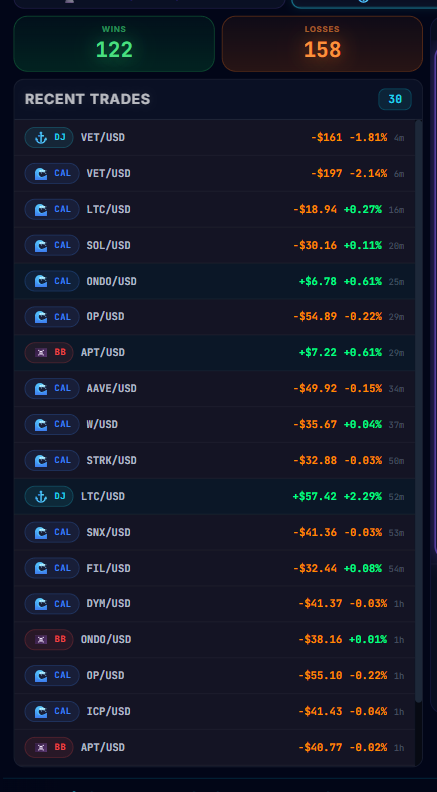 WINS LOSSES
122 158
RECENT TRADES 30
DJ VET/USD -$161 -1.81% 4m
CAL VET/USD -$197 -2.14% 6m
CAL LTC/USD -$18.94 +0.27% 16m
CAL SOL/USD -$30.16 +0.11% 20m
CAL ONDO/USD +$6.78 +0.61% 25m
CAL OP/USD -$54.89 -0.22% 29m
BB APT/USD +$7.22 +0.61% 29m
CAL AAVE/USD -$49.92 -0.15% 34m
CAL W/USD -$35.67 +0.04% 37m
CAL STRK/USD -$32.88 -0.03% 50m
DJ LTC/USD +$57.42 +2.29% 52m
CAL SNX/USD -$41.36 -0.03% 53m
CAL FIL/USD -$32.44 +0.08% 54m
CAL DYM/USD -$41.37 -0.03% 1h
BB ONDO/USD -$38.16 +0.01% 1h
CAL OP/USD -$55.10 -0.22% 1h
CAL ICP/USD -$41.43 -0.04% 1h
BB APT/USD -$40.77 -0.02% 1h